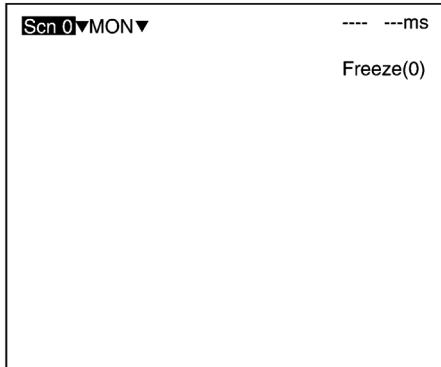 Scn 0▼MON▼ ---- ---ms
Freeze(0)